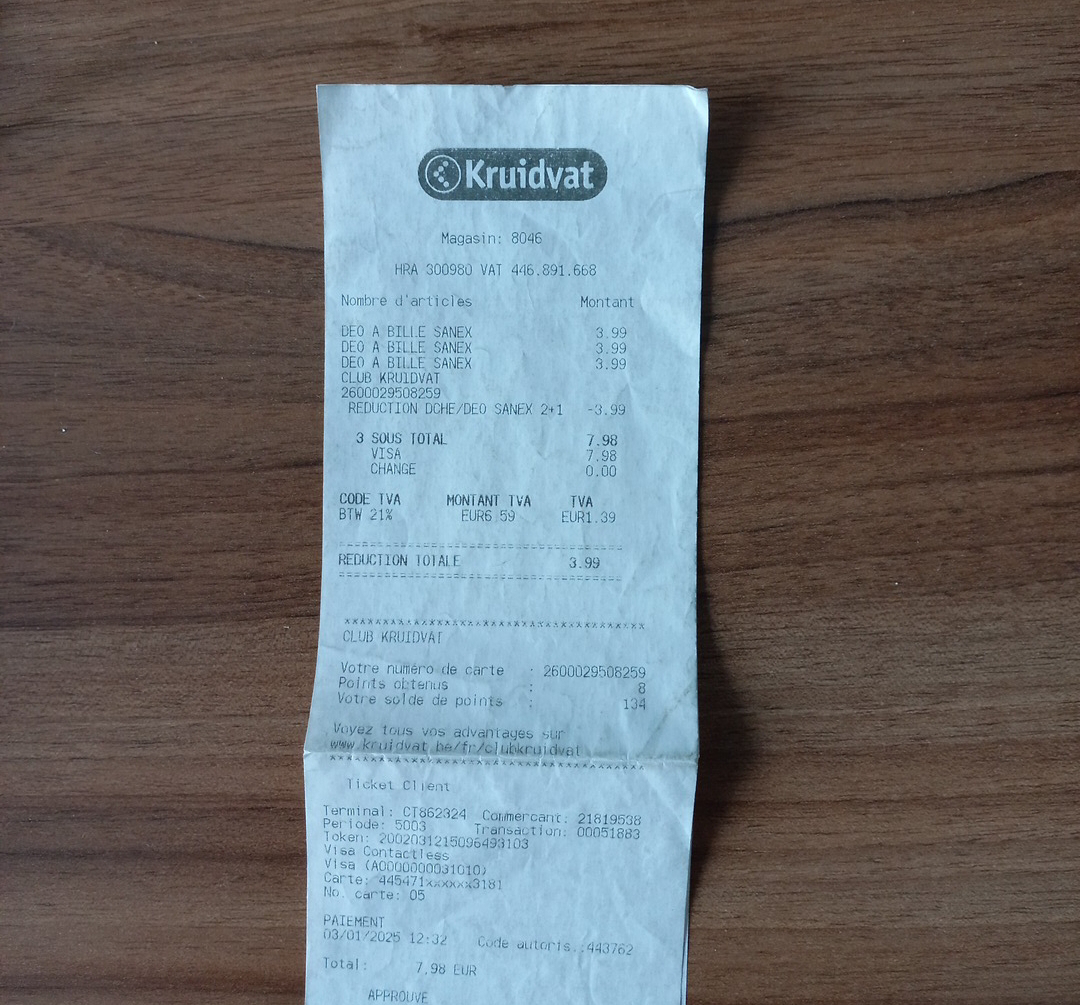 Kruidvat
Magasin: 8046
HRA 300980 VAT 446.891.668
Nombre d'articles Montant
DEO A BILLE SANEX 3.99
DEO A BILLE SANEX 3.99
DEO A BILLE SANEX 3.99
CLUB KRUIDVAT
2600029508259
REDUCTION DCHE/DEO SANEX 2+1 -3.99
3 SOUS TOTAL 7.98
VISA 7.98
CHANGE 0.00
CODE TVA MONTANT TVA TVA
BTW 21% EUR6.59 EUR1.39
REDUCTION TOTALE 3.99
CLUB KRUIDVAT
Votre numéro de carte : 2600029508259
Points obtenus : 8
Votre solde de points : 134
Voyez tous vos advantages sur
www.kruidvat.be/fr/clubkruidvat
Ticket Client
Terminal: CT862324 Commercant: 21819538
Periode: 5003 Transaction: 00051883
Token: 2002031215096493103
Visa Contactless
Visa (A0000000031010)
Carte: 445471xxxxxx3181
No. carte: 05
PAIEMENT
03/01/2025 12:32 Code autoris.:443762
Total: 7,98 EUR
APPROUVE